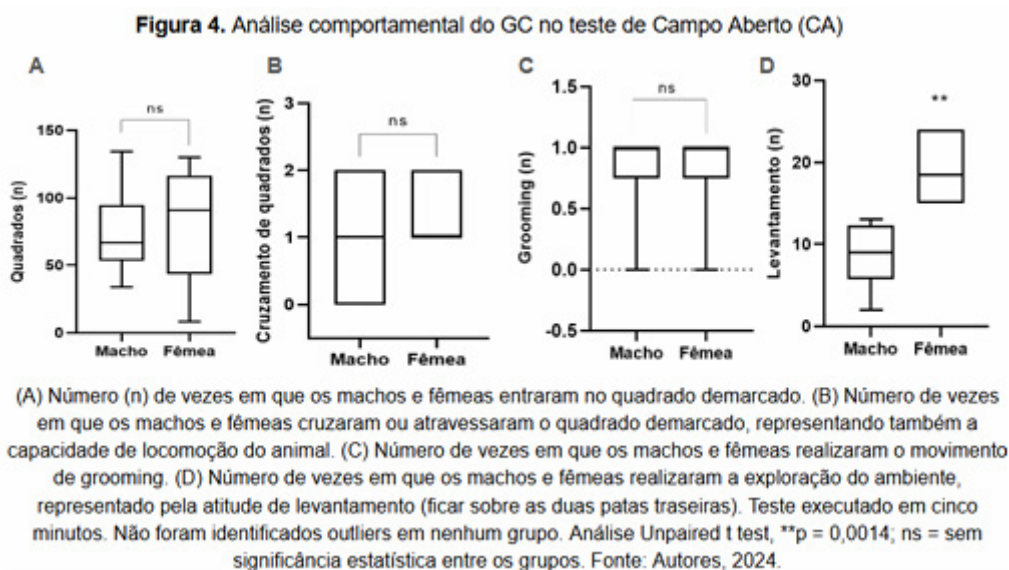 Figura 4. Análise comportamental do GC no teste de Campo Aberto (CA)
A
Quadrados (n)
150
100
50
0
ns
Macho Fêmea
B
Cruzamento de quadrados (n)
3
2
1
0
ns
Macho Fêmea
C
Grooming (n)
1.5
1.0
0.5
0.0
-0.5
ns
Macho Fêmea
D
Levantamento (n)
30
20
10
0
**
Macho Fêmea
(A) Número (n) de vezes em que os machos e fêmeas entraram no quadrado demarcado. (B) Número de vezes
em que os machos e fêmeas cruzaram ou atravessaram o quadrado demarcado, representando também a
capacidade de locomoção do animal. (C) Número de vezes em que os machos e fêmeas realizaram o movimento
de grooming. (D) Número de vezes em que os machos e fêmeas realizaram a exploração do ambiente,
representado pela atitude de levantamento (ficar sobre as duas patas traseiras). Teste executado em cinco
minutos. Não foram identificados outliers em nenhum grupo. Análise Unpaired t test, **p = 0,0014; ns = sem
significância estatística entre os grupos. Fonte: Autores, 2024.